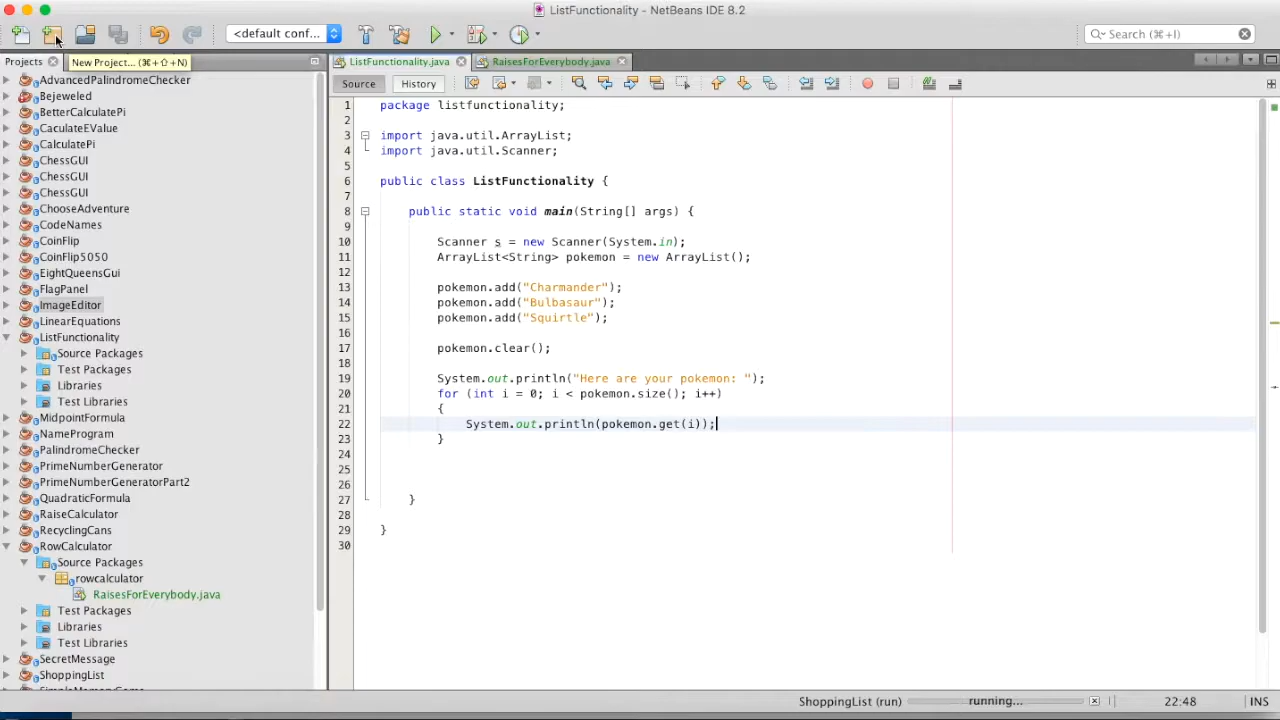 ListFunctionality - NetBeans IDE 8.2
<default conf...
Search (⌘+I)
Projects
New Project... (⌘+⇧+N)
ListFunctionality.java
RaisesForEverybody.java
Source
History
AdvancedPalindromeChecker
Bejeweled
BetterCalculatePi
CaculateEValue
CalculatePi
ChessGUI
ChessGUI
ChessGUI
ChooseAdventure
CodeNames
CoinFlip
CoinFlip5050
EightQueensGui
FlagPanel
ImageEditor
LinearEquations
ListFunctionality
Source Packages
Test Packages
Libraries
Test Libraries
MidpointFormula
NameProgram
PalindromeChecker
PrimeNumberGenerator
PrimeNumberGeneratorPart2
QuadraticFormula
RaiseCalculator
RecyclingCans
RowCalculator
Source Packages
rowcalculator
RaisesForEverybody.java
Test Packages
Libraries
Test Libraries
SecretMessage
ShoppingList
1 package listfunctionality;
2
3 import java.util.ArrayList;
4 import java.util.Scanner;
5
6 public class ListFunctionality {
7
8 public static void main(String[] args) {
9
10 Scanner s = new Scanner(System.in);
11 ArrayList<String> pokemon = new ArrayList();
12
13 pokemon.add("Charmander");
14 pokemon.add("Bulbasaur");
15 pokemon.add("Squirtle");
16
17 pokemon.clear();
18
19 System.out.println("Here are your pokemon: ");
20 for (int i = 0; i < pokemon.size(); i++)
21 {
22 System.out.println(pokemon.get(i));
23 }
24
25
26
27 }
28
29 }
30
ShoppingList (run)
running...
22:48
INS